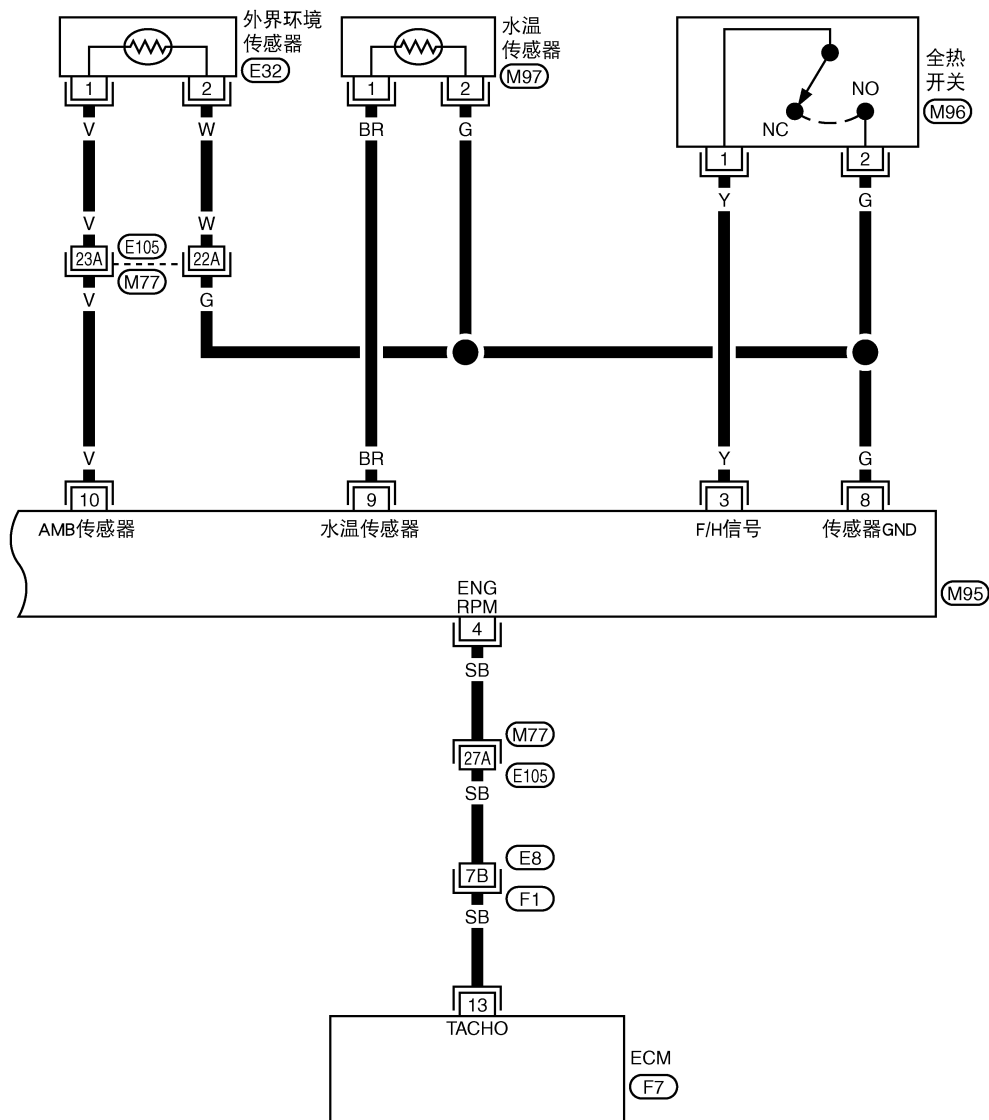 外界环境
传感器
E32
水温
传感器
M97
全热
开关
M96
NO
NC
1
2
1
2
1
2
V
W
BR
G
Y
G
V
W
23A
E105
M77
22A
V
G
V
BR
Y
G
10
9
3
8
AMB传感器
水温传感器
F/H信号
传感器GND
ENG
RPM
M95
4
SB
27A
M77
E105
SB
7B
E8
F1
SB
13
TACHO
ECM
F7